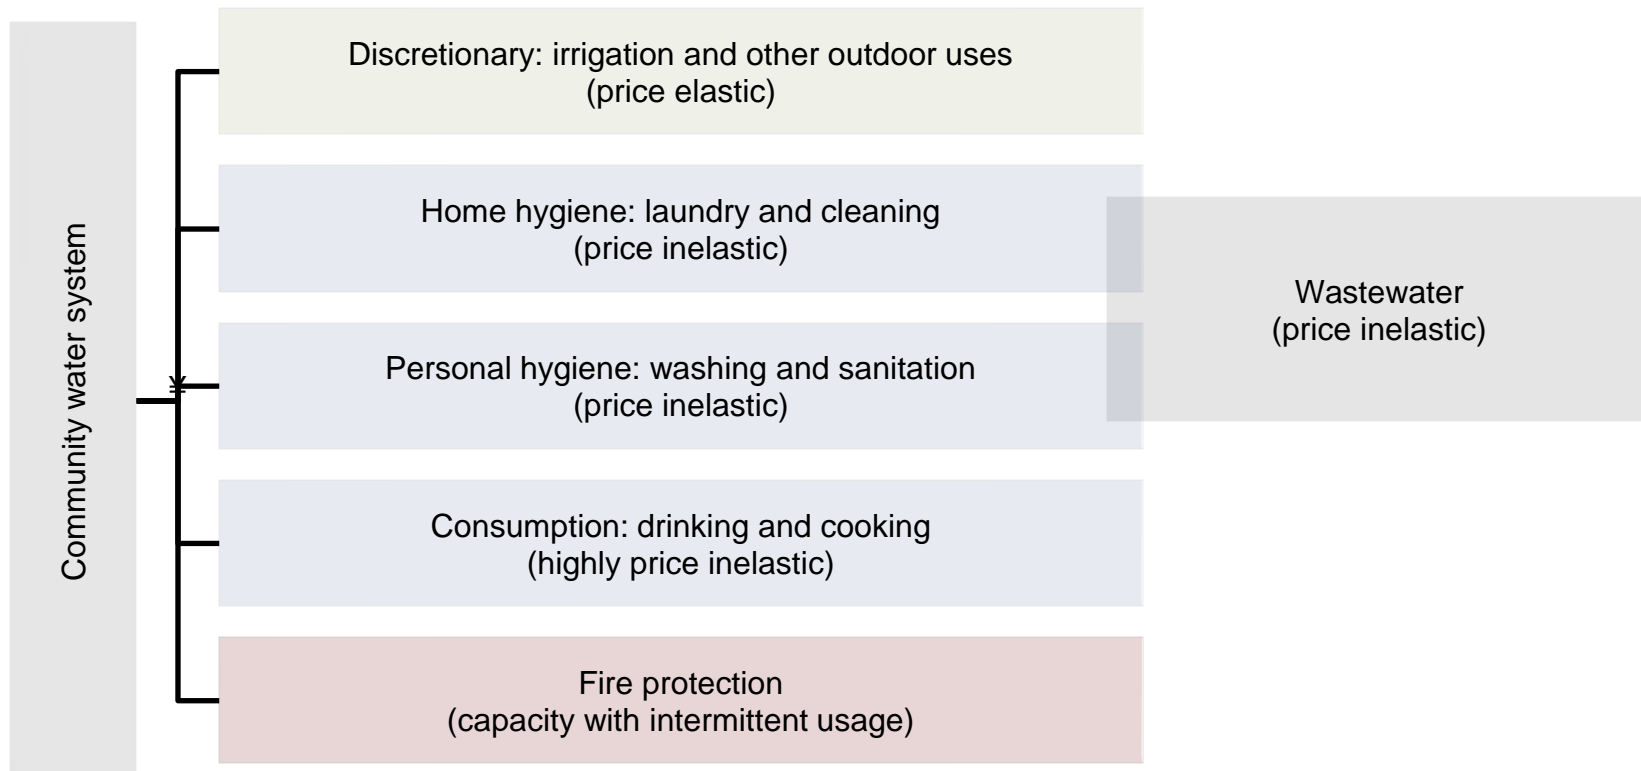 Community water system
Discretionary: irrigation and other outdoor uses
(price elastic)
Home hygiene: laundry and cleaning
(price inelastic)
Personal hygiene: washing and sanitation
(price inelastic)
¥
Consumption: drinking and cooking
(highly price inelastic)
Fire protection
(capacity with intermittent usage)
Wastewater
(price inelastic)